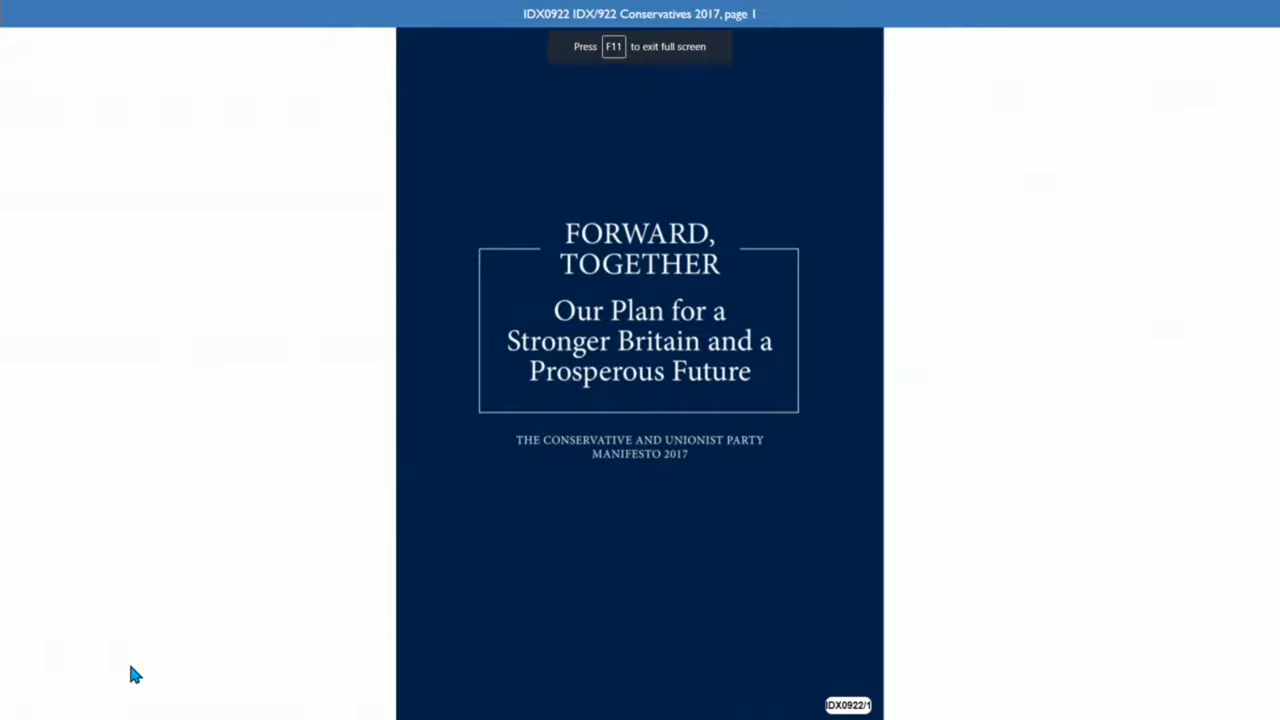 IDX0922 IDX/922 Conservatives 2017, page 1
Press F11 to exit full screen
FORWARD,
TOGETHER
Our Plan for a
Stronger Britain and a
Prosperous Future
THE CONSERVATIVE AND UNIONIST PARTY
MANIFESTO 2017
IDX0922/1